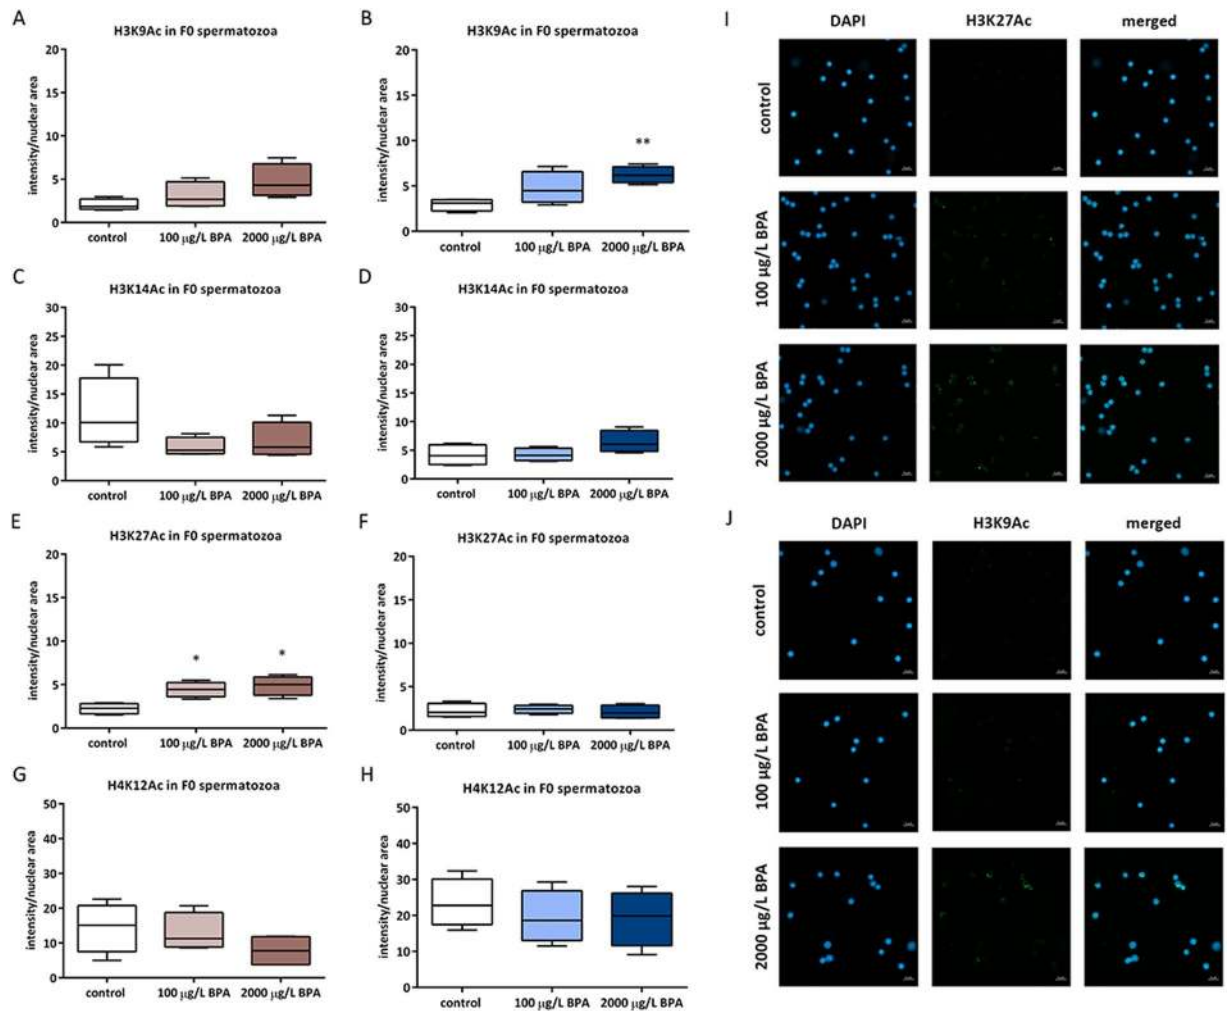 A
H3K9Ac in F0 spermatozoa
intensity/nuclear area
20
15
10
5
0
control
100 μg/L BPA
2000 μg/L BPA
B
H3K9Ac in F0 spermatozoa
intensity/nuclear area
20
15
10
5
0
**
control
100 μg/L BPA
2000 μg/L BPA
C
H3K14Ac in F0 spermatozoa
intensity/nuclear area
30
25
20
15
10
5
0
control
100 μg/L BPA
2000 μg/L BPA
D
H3K14Ac in F0 spermatozoa
intensity/nuclear area
30
25
20
15
10
5
0
control
100 μg/L BPA
2000 μg/L BPA
E
H3K27Ac in F0 spermatozoa
intensity/nuclear area
20
15
10
5
0
*
*
control
100 μg/L BPA
2000 μg/L BPA
F
H3K27Ac in F0 spermatozoa
intensity/nuclear area
20
15
10
5
0
control
100 μg/L BPA
2000 μg/L BPA
G
H4K12Ac in F0 spermatozoa
intensity/nuclear area
50
40
30
20
10
0
control
100 μg/L BPA
2000 μg/L BPA
H
H4K12Ac in F0 spermatozoa
intensity/nuclear area
50
40
30
20
10
0
control
100 μg/L BPA
2000 μg/L BPA
I
DAPI
H3K27Ac
merged
control
100 μg/L BPA
2000 μg/L BPA
J
DAPI
H3K9Ac
merged
control
100 μg/L BPA
2000 μg/L BPA